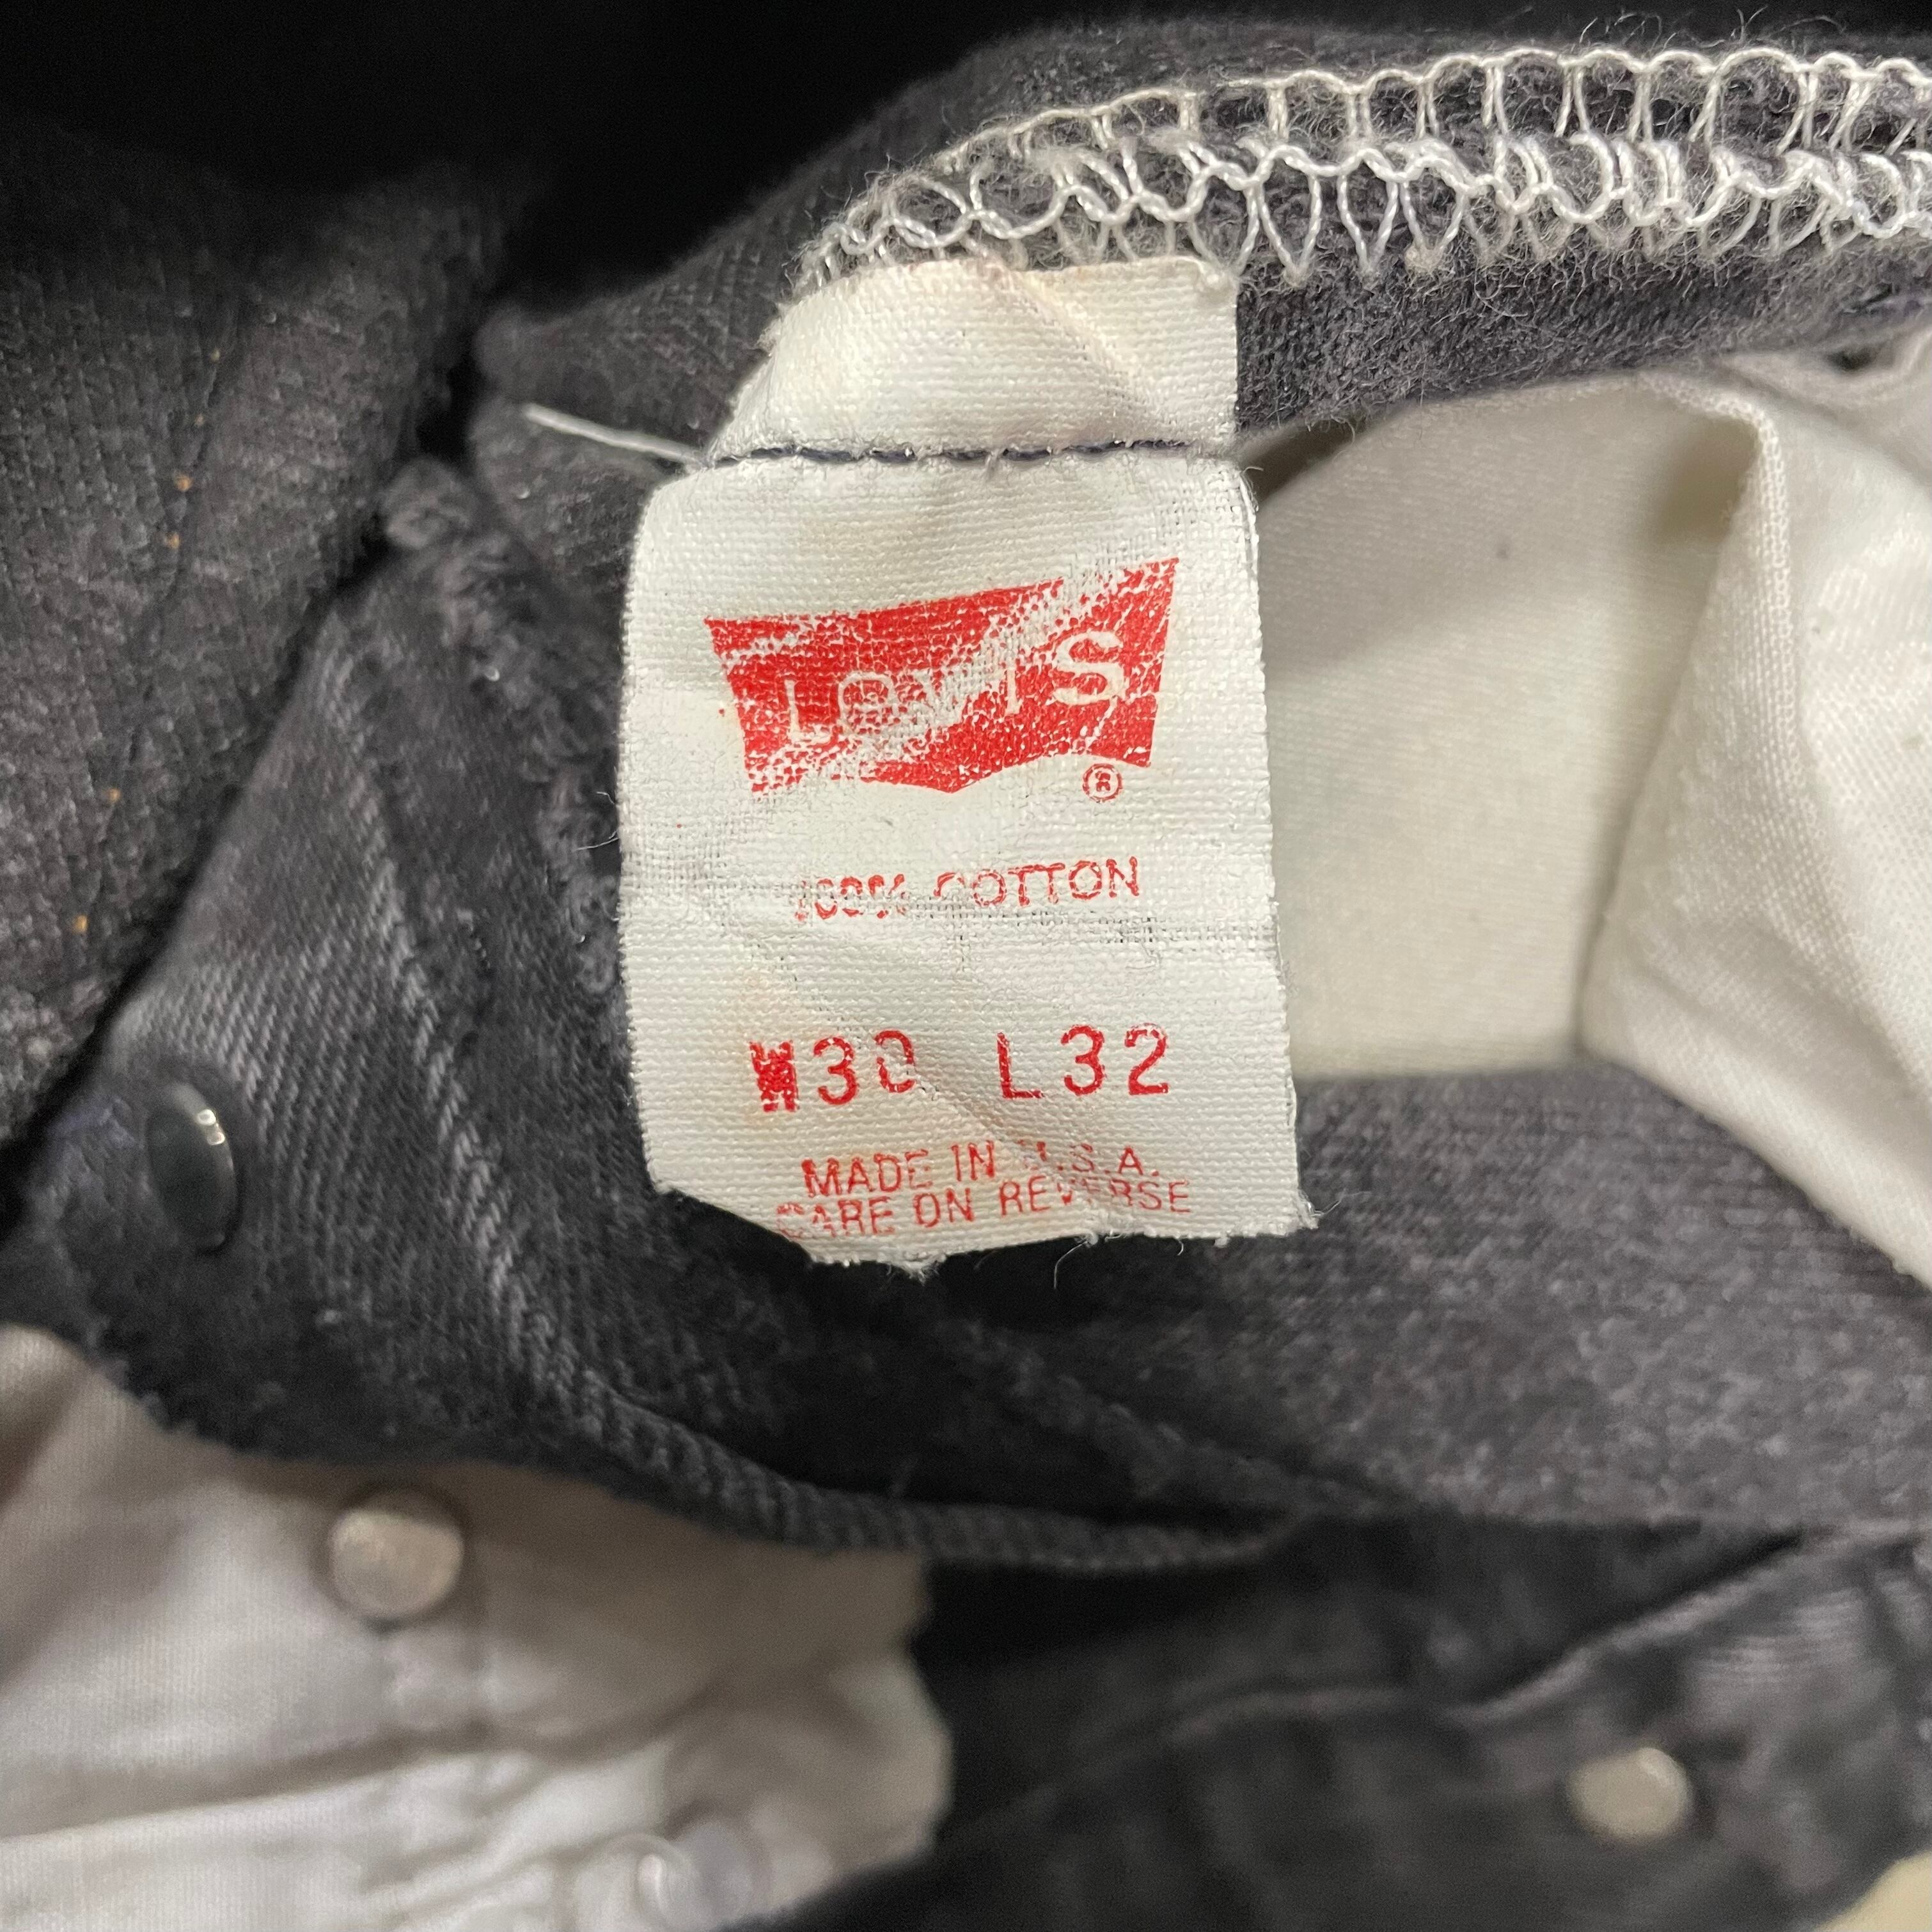 Levi's
®
100% COTTON
W30 L32
MADE IN U.S.A.
CARE ON REVERSE